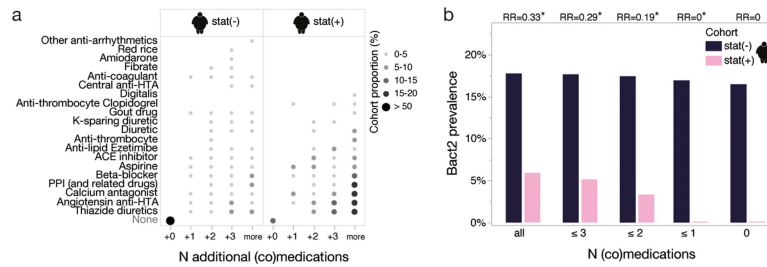 a
stat(-)
stat(+)
Other anti-arrhythmetics
Red rice
Amiodarone
Fibrate
Anti-coagulant
Central anti-HTA
Digitalis
Anti-thrombocyte Clopidogrel
Gout drug
K-sparing diuretic
Diuretic
Anti-thrombocyte
Anti-lipid Ezetimibe
ACE inhibitor
Aspirine
Beta-blocker
PPI (and related drugs)
Calcium antagonist
Angiotensin anti-HTA
Thiazide diuretics
None
+0 +1 +2 +3 more +0 +1 +2 +3 more
N additional (co)medications
Cohort proportion (%)
0-5
5-10
10-15
15-20
> 50
b
RR=0.33* RR=0.29* RR=0.19* RR=0* RR=0
Cohort
stat(-)
stat(+)
Bact2 prevalence
20%
15%
10%
5%
0%
all ≤ 3 ≤ 2 ≤ 1 0
N (co)medications